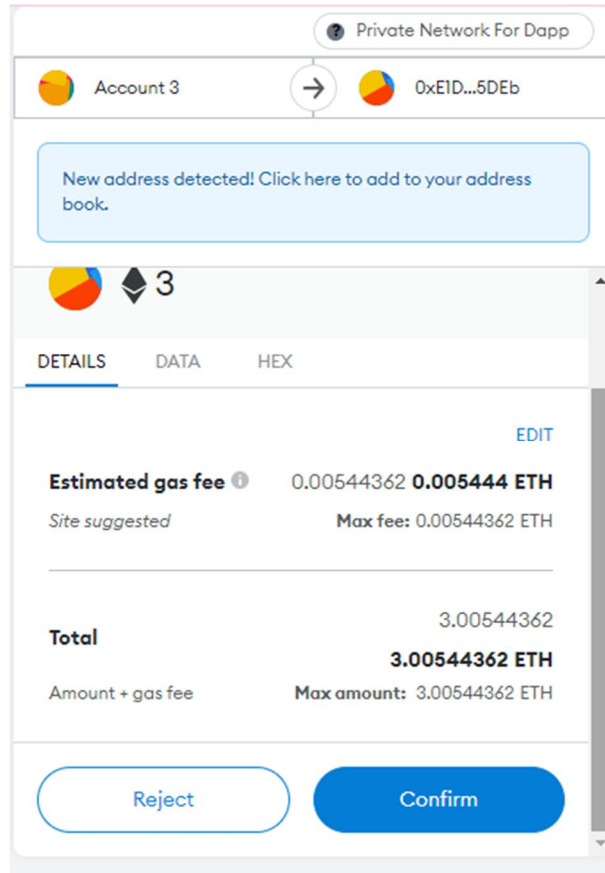 Private Network For Dapp
Account 3
0xE1D...5DEb
New address detected! Click here to add to your address
book.
3
DETAILS DATA HEX
EDIT
Estimated gas fee 0.00544362 0.005444 ETH
Site suggested Max fee: 0.00544362 ETH
3.00544362
Total
3.00544362 ETH
Amount + gas fee Max amount: 3.00544362 ETH
Reject Confirm